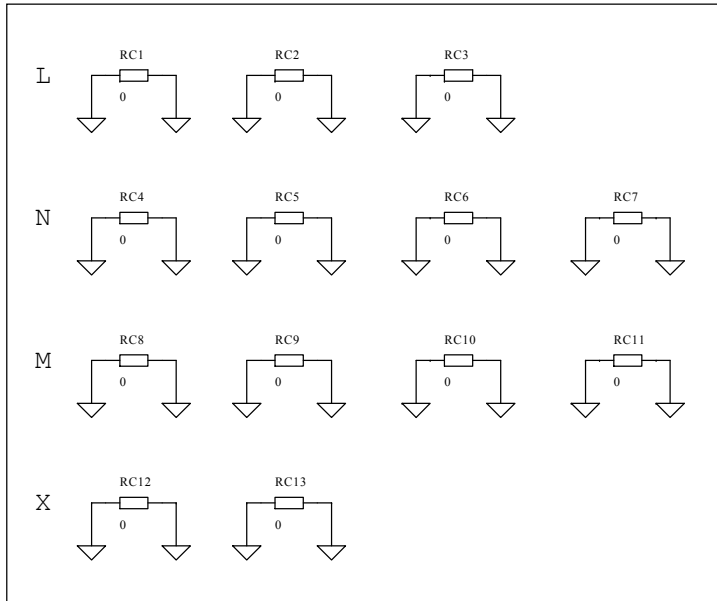 RC1 RC2 RC3
L
0 0 0
RC4 RC5 RC6 RC7
N
0 0 0 0
RC8 RC9 RC10 RC11
M
0 0 0 0
RC12 RC13
X
0 0